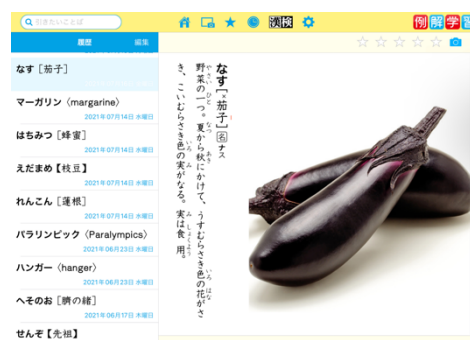 引きたいことば
漢検
例解学
履歴
編集
なす［茄子］
マーガリン〈margarine〉
2021年07月14日 水曜日
はちみつ［蜂蜜］
2021年07月14日 水曜日
えだまめ【枝豆】
2021年07月14日 水曜日
れんこん［蓮根］
2021年07月14日 水曜日
パラリンピック〈Paralympics〉
2021年06月23日 水曜日
ハンガー〈hanger〉
2021年06月23日 水曜日
へそのお［臍の緒］
2021年06月17日 木曜日
せんぞ【先祖】
なす［×茄子］名 ナス
野菜の一つ。夏から秋にかけて、うすむらさき色の花がさ
き、こいむらさき色の実がなる。実は食用。